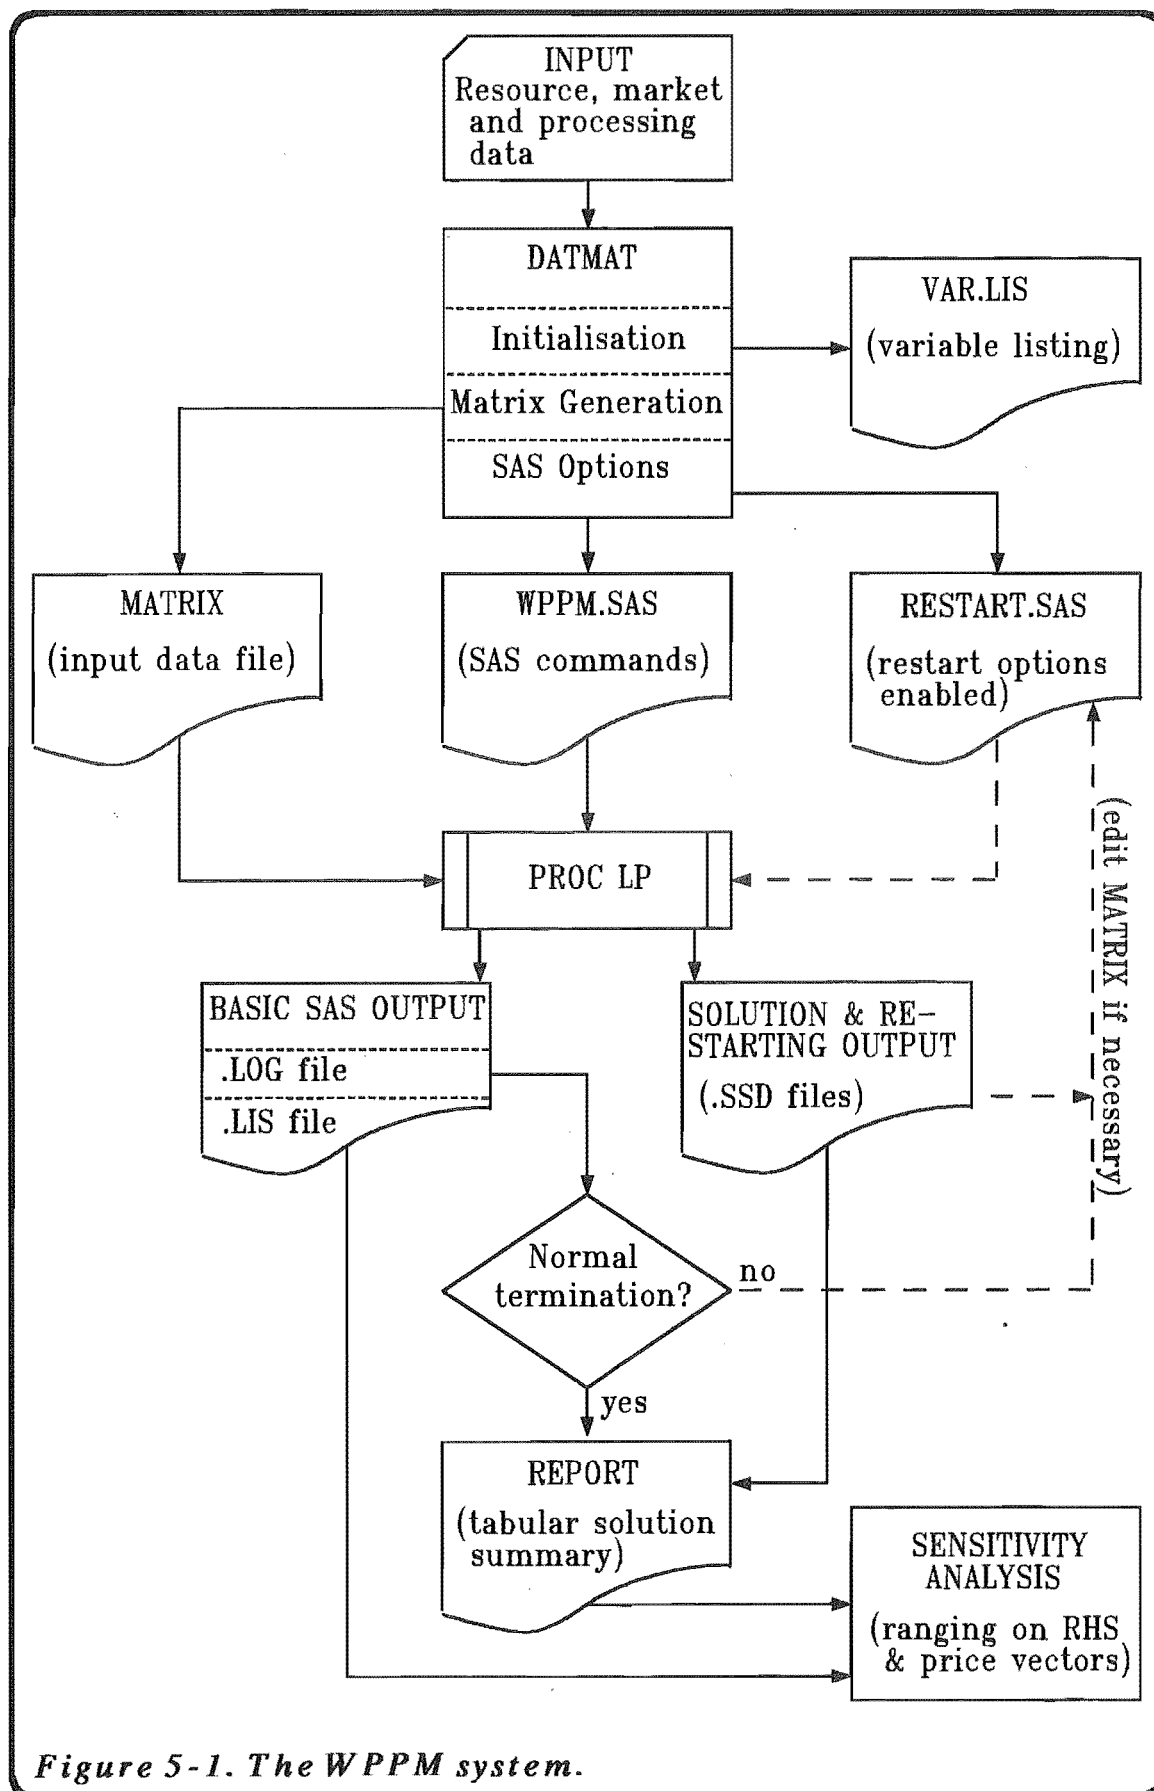 INPUT
Resource, market
and processing
data
DATMAT
Initialisation
Matrix Generation
SAS Options
VAR.LIS
(variable listing)
MATRIX
(input data file)
WPPM.SAS
(SAS commands)
RESTART.SAS
(restart options
enabled)
(edit MATRIX if necessary)
PROC LP
BASIC SAS OUTPUT
.LOG file
.LIS file
SOLUTION & RE-
STARTING OUTPUT
(.SSD files)
Normal
termination?
no
yes
REPORT
(tabular solution
summary)
SENSITIVITY
ANALYSIS
(ranging on RHS
& price vectors)
Figure 5-1. The WPPM system.